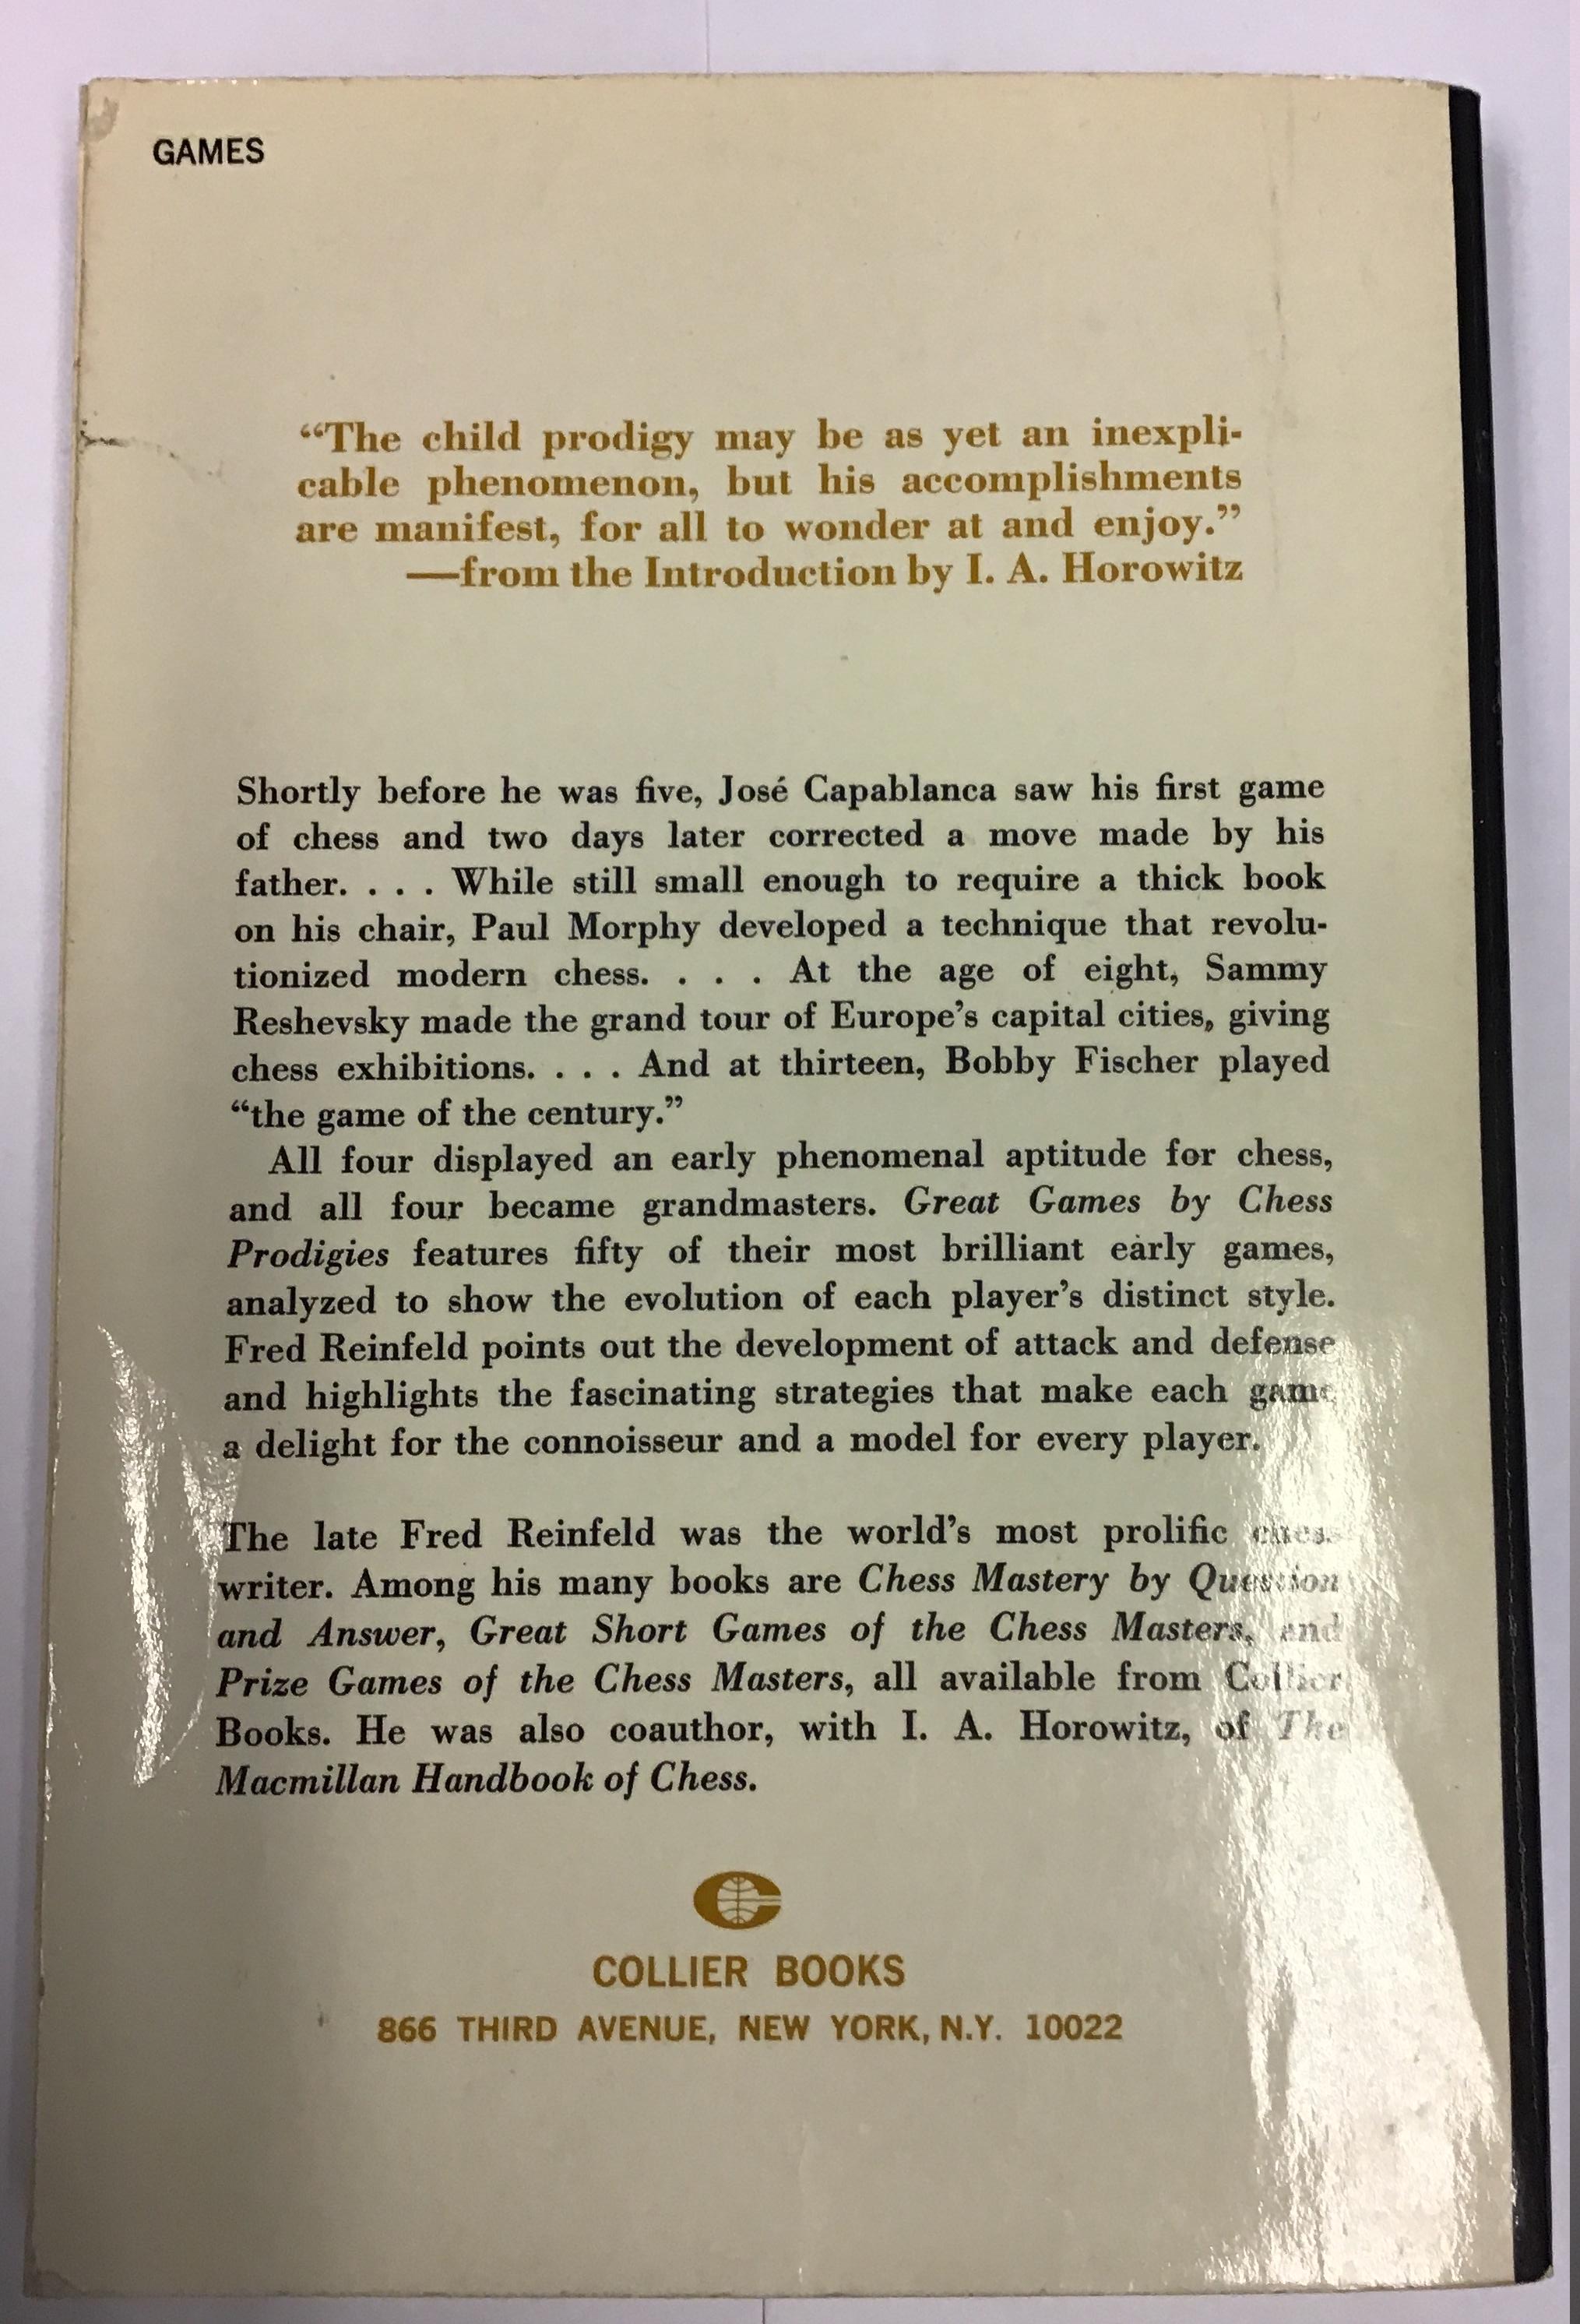 GAMES
“The child prodigy may be as yet an inexpli-
cable phenomenon, but his accomplishments
are manifest, for all to wonder at and enjoy.”
—from the Introduction by I. A. Horowitz
Shortly before he was five, José Capablanca saw his first game
of chess and two days later corrected a move made by his
father. . . . While still small enough to require a thick book
on his chair, Paul Morphy developed a technique that revolu-
tionized modern chess. . . . At the age of eight, Sammy
Reshevsky made the grand tour of Europe’s capital cities, giving
chess exhibitions. . . . And at thirteen, Bobby Fischer played
“the game of the century.”
All four displayed an early phenomenal aptitude for chess,
and all four became grandmasters. Great Games by Chess
Prodigies features fifty of their most brilliant early games,
analyzed to show the evolution of each player’s distinct style.
Fred Reinfeld points out the development of attack and defense
and highlights the fascinating strategies that make each game
a delight for the connoisseur and a model for every player.
The late Fred Reinfeld was the world’s most prolific chess
writer. Among his many books are Chess Mastery by Question
and Answer, Great Short Games of the Chess Masters, and
Prize Games of the Chess Masters, all available from Collier
Books. He was also coauthor, with I. A. Horowitz, of The
Macmillan Handbook of Chess.
COLLIER BOOKS
866 THIRD AVENUE, NEW YORK, N.Y. 10022